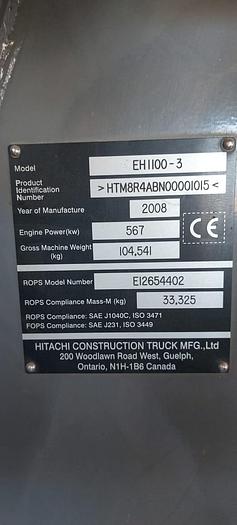 Model EH1100-3
Product Identification Number >HTM8R4ABN00001015<
Year of Manufacture 2008
Engine Power(kw) 567
CE
Gross Machine Weight (kg) 104,541
ROPS Model Number E12654402
ROPS Compliance Mass-M (kg) 33,325
ROPS Compliance: SAE J1040C, ISO 3471
FOPS Compliance: SAE J231, ISO 3449
HITACHI CONSTRUCTION TRUCK MFG.,Ltd
200 Woodlawn Road West, Guelph,
Ontario, N1H-1B6 Canada